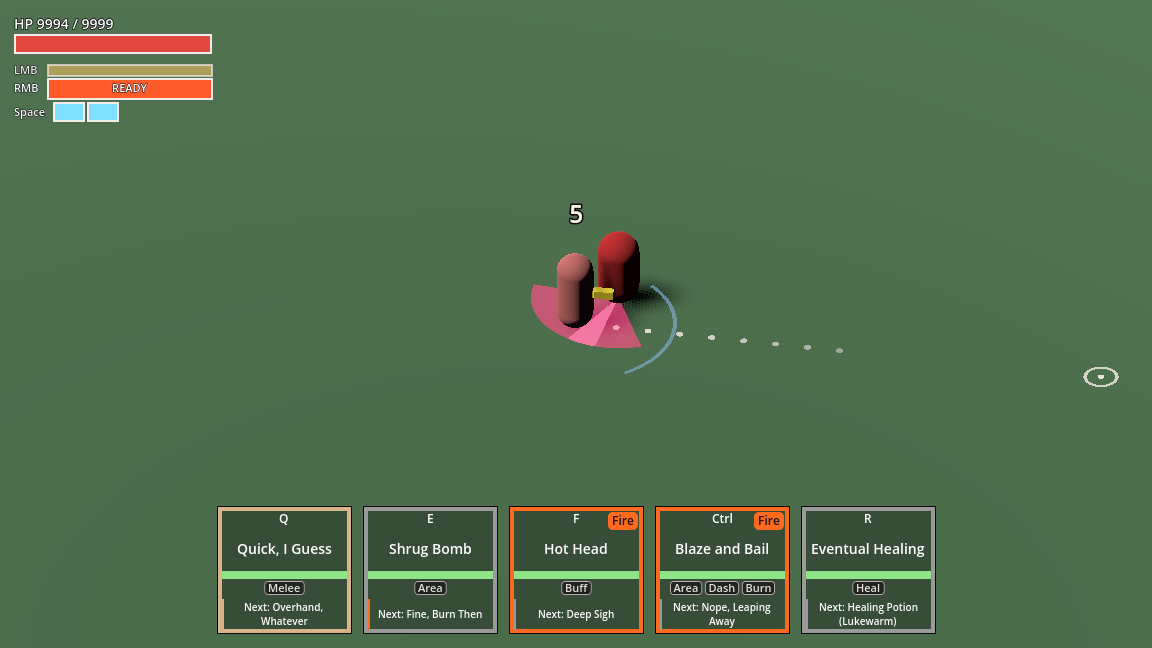 HP 9994 / 9999
LMB
RMB READY
Space
5
Q
Quick, I Guess
Melee
Next: Overhand,
Whatever
E
Shrug Bomb
Area
Next: Fine, Burn Then
F Fire
Hot Head
Buff
Next: Deep Sigh
Ctrl Fire
Blaze and Bail
Area Dash Burn
Next: Nope, Leaping
Away
R
Eventual Healing
Heal
Next: Healing Potion
(Lukewarm)